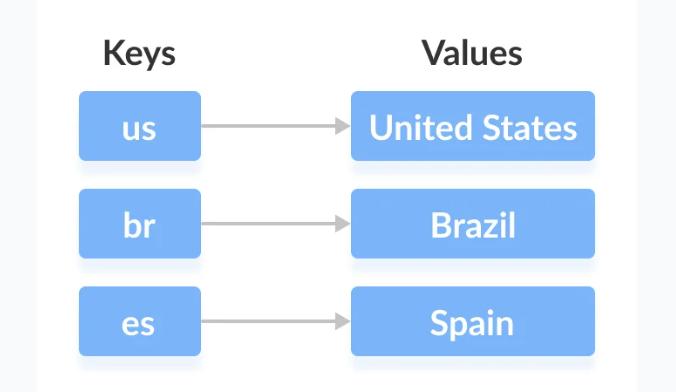 Keys Values
us United States
br Brazil
es Spain